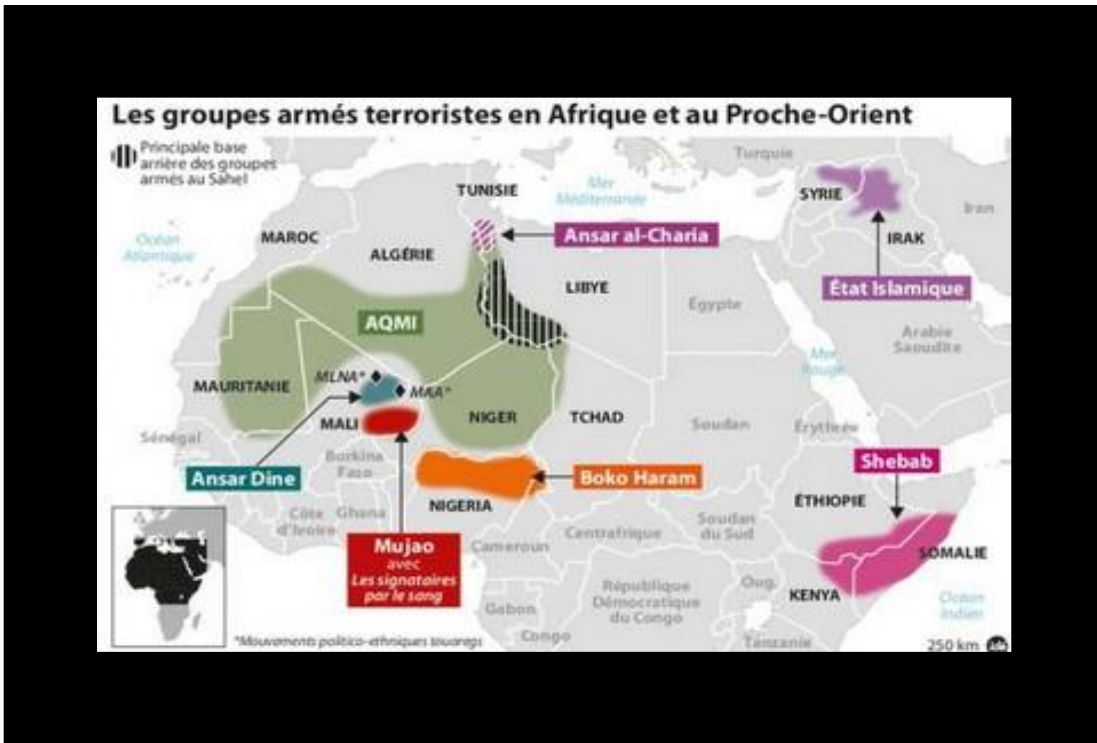 Les groupes armés terroristes en Afrique et au Proche-Orient
Principale base
arrière des groupes
armés au Sahel
Turquie
TUNISIE
Mer
Méditerranée
SYRIE
Iran
Océan
Atlantique
MAROC
ALGÉRIE
Ansar al-Charia
IRAK
LIBYE
Égypte
État Islamique
AQMI
Arabie
Saoudite
Mer
Rouge
MAURITANIE
MLNA*
MAA*
MALI
NIGER
TCHAD
Soudan
Érythrée
Sénégal
Burkina
Faso
Ansar Dine
Boko Haram
Shebab
NIGERIA
ÉTHIOPIE
Côte
d'Ivoire
Ghana
Centrafrique
Soudan
du Sud
Mujao
avec
Les signataires
par le sang
Cameroun
SOMALIE
République
Démocratique
du Congo
Oug.
KENYA
Océan
Indien
Gabon
Congo
Tanzanie
*Mouvements politico-ethniques touaregs
250 km